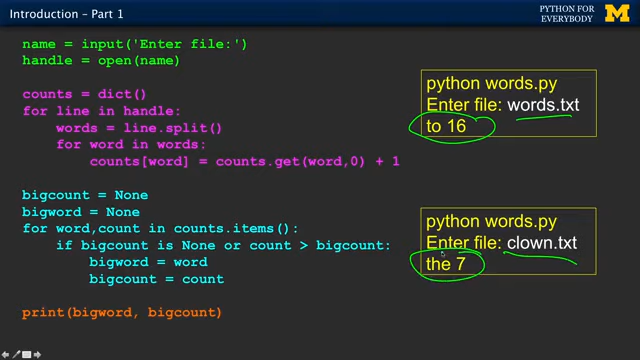 Introduction – Part 1
PYTHON FOR
EVERYBODY
M
name = input('Enter file:')
handle = open(name)
counts = dict()
for line in handle:
    words = line.split()
    for word in words:
        counts[word] = counts.get(word,0) + 1
bigcount = None
bigword = None
for word,count in counts.items():
    if bigcount is None or count > bigcount:
        bigword = word
        bigcount = count
print(bigword, bigcount)
python words.py
Enter file: words.txt
to 16
python words.py
Enter file: clown.txt
the 7